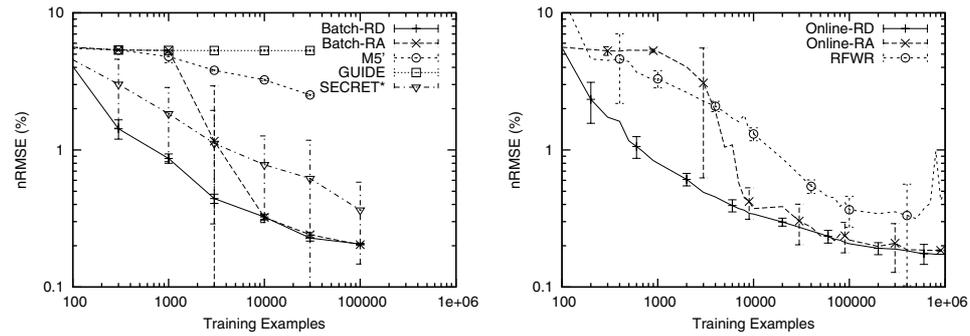 10
1
0.1
nRMSE (%)
100
1000
10000
100000
1e+06
Training Examples
Batch-RD
Batch-RA
M5'
GUIDE
SECRET*
10
1
0.1
nRMSE (%)
100
1000
10000
100000
1e+06
Training Examples
Online-RD
Online-RA
RFWR